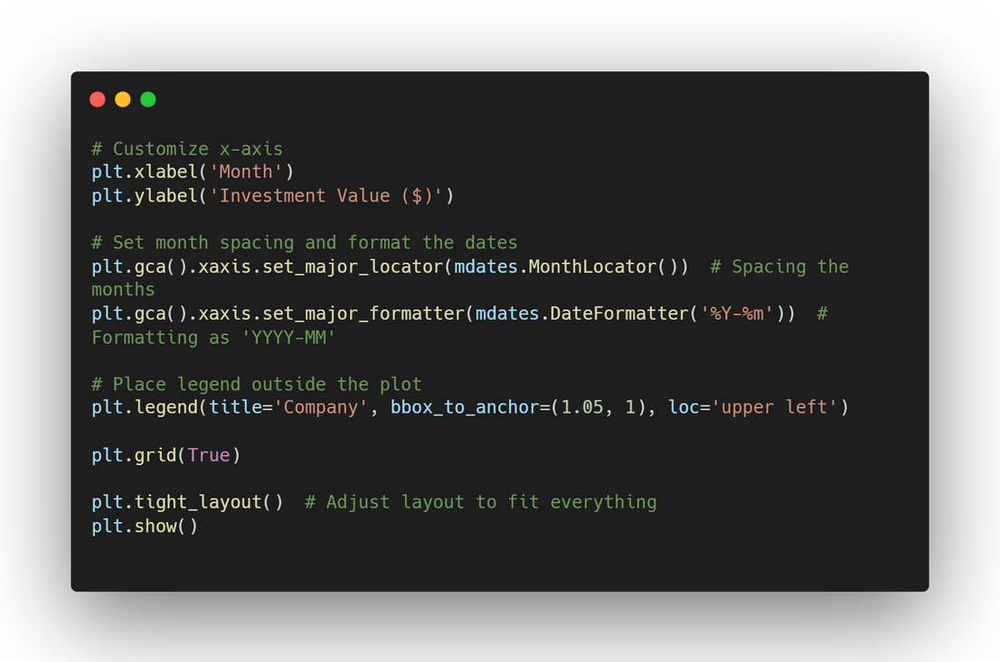 # Customize x-axis
plt.xlabel('Month')
plt.ylabel('Investment Value ($)')
# Set month spacing and format the dates
plt.gca().xaxis.set_major_locator(mdates.MonthLocator())  # Spacing the
months
plt.gca().xaxis.set_major_formatter(mdates.DateFormatter('%Y-%m'))  #
Formatting as 'YYYY-MM'
# Place legend outside the plot
plt.legend(title='Company', bbox_to_anchor=(1.05, 1), loc='upper left')
plt.grid(True)
plt.tight_layout()  # Adjust layout to fit everything
plt.show()